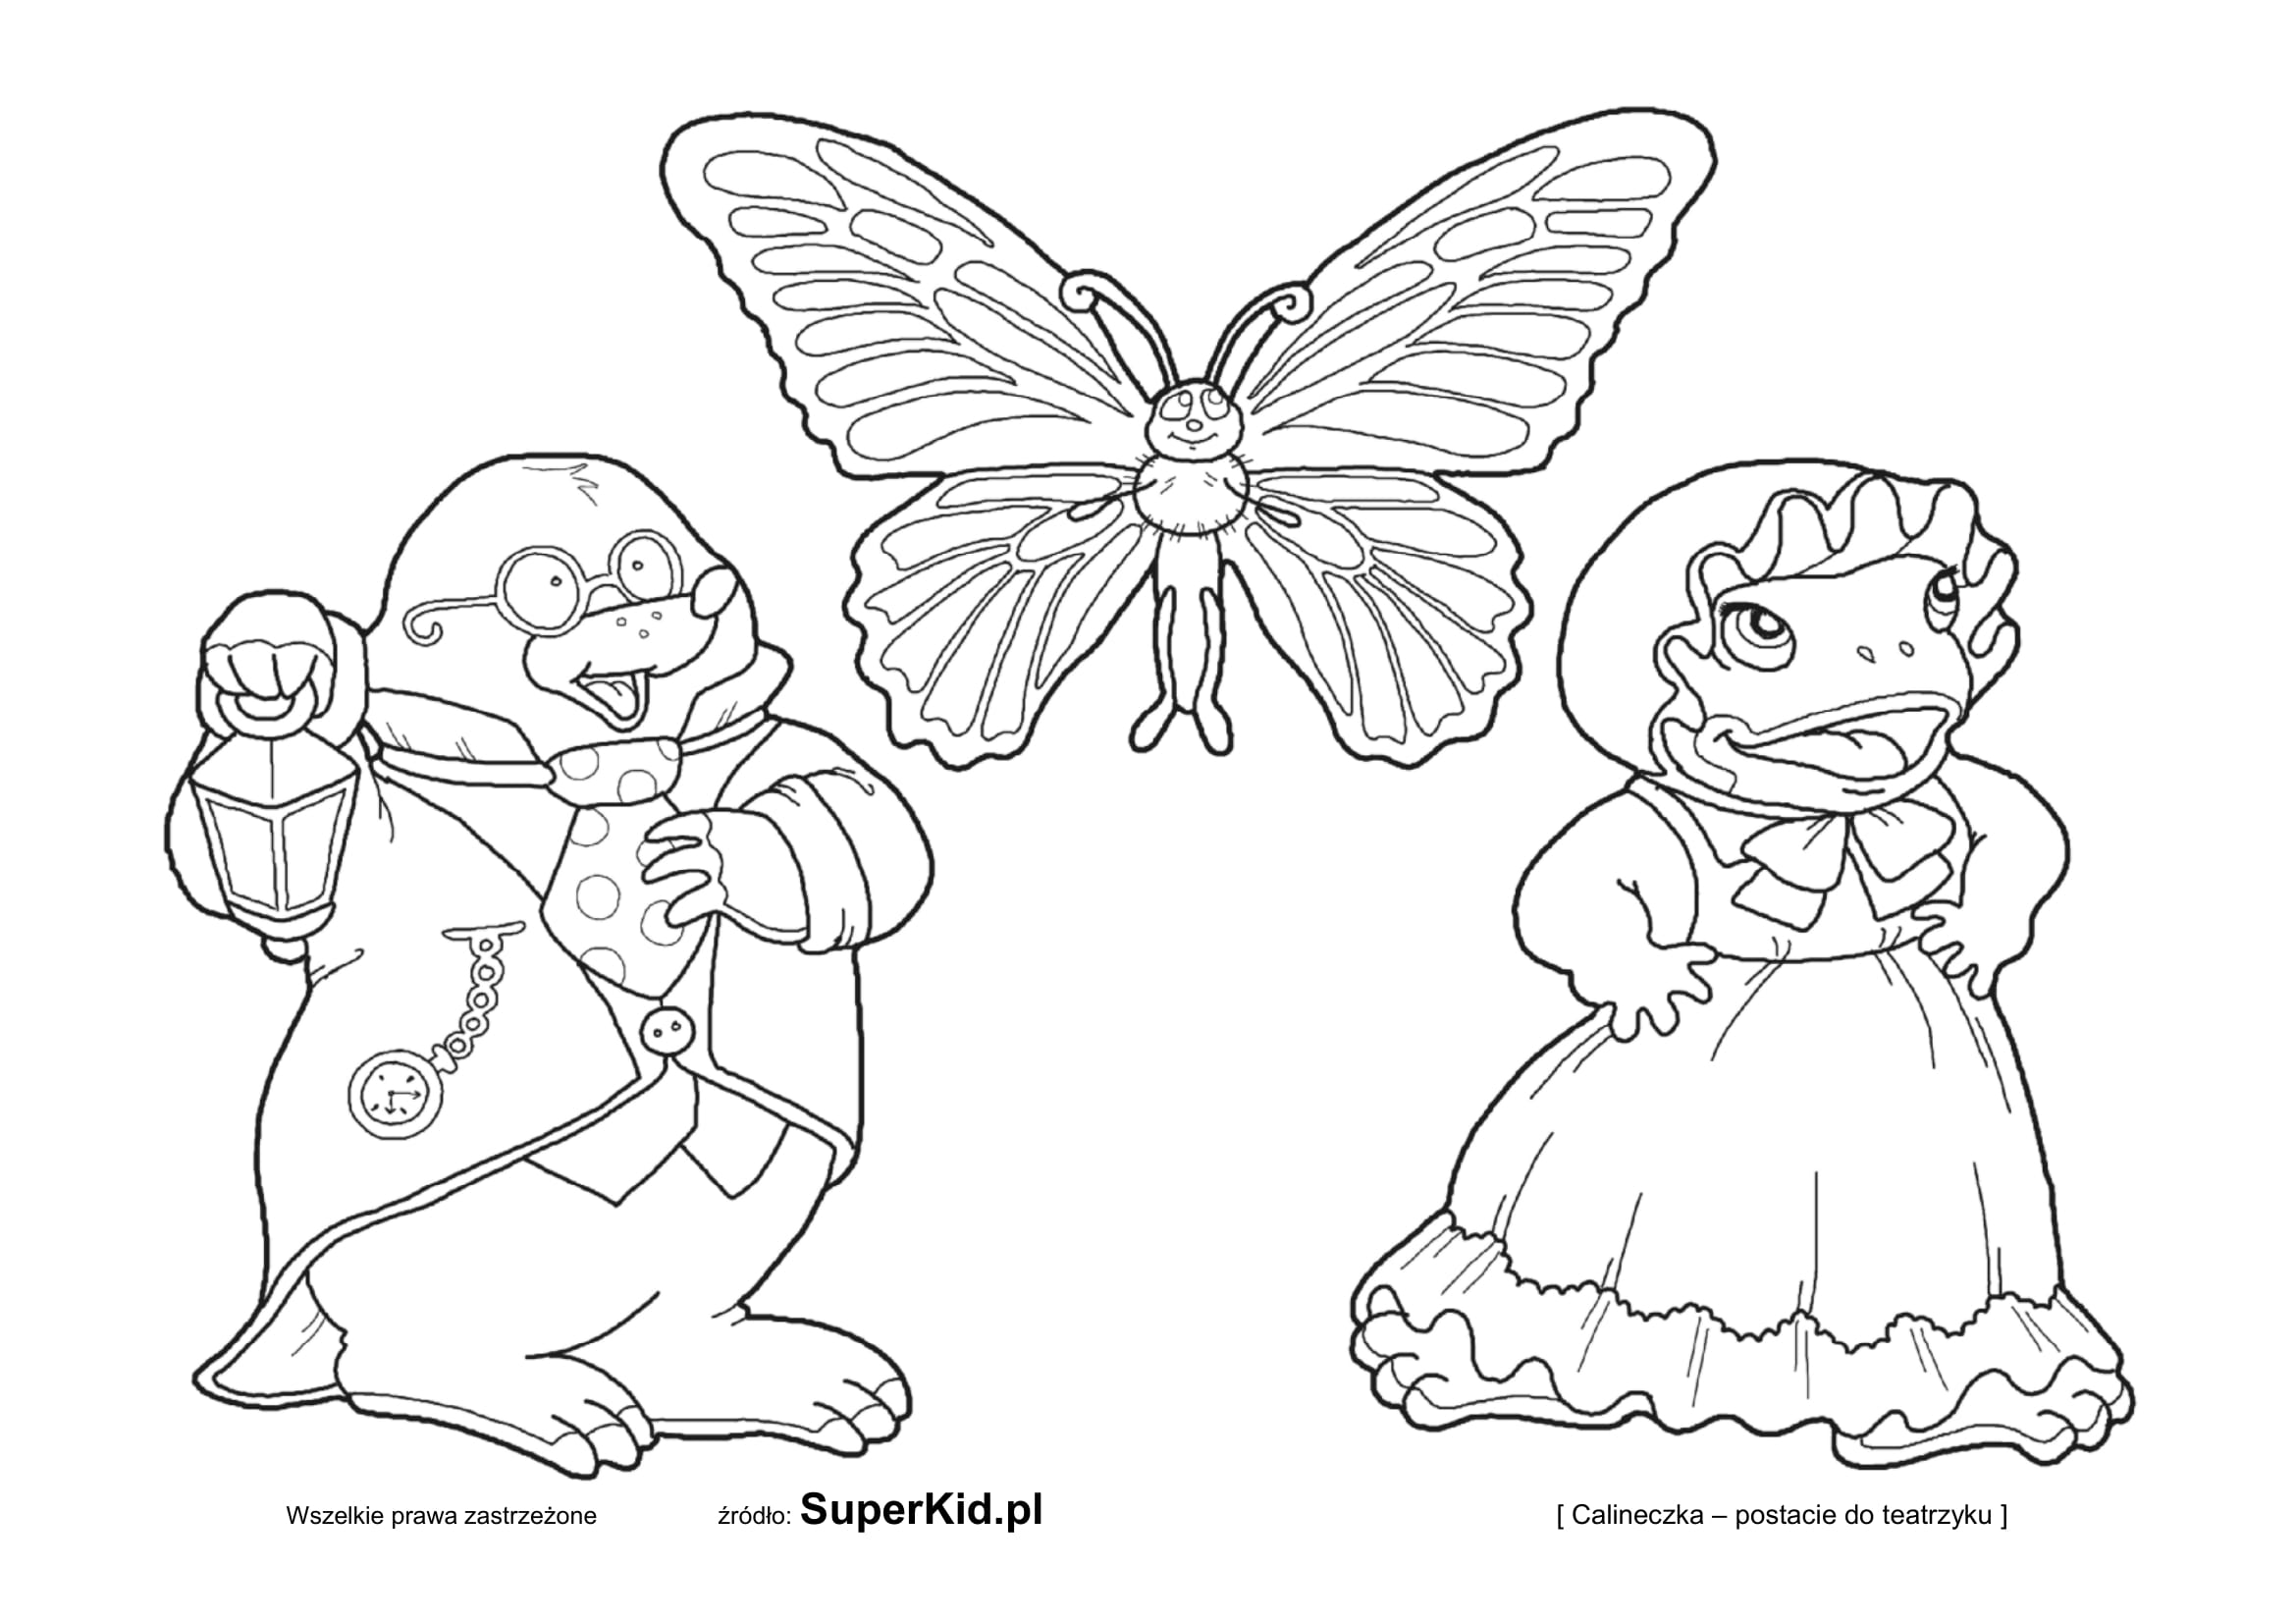 Wszelkie prawa zastrzeżone źródło: SuperKid.pl [ Calineczka – postacie do teatrzyku ]